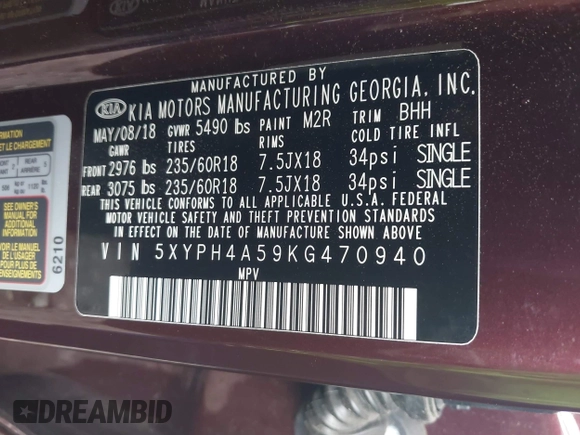 MANUFACTURED BY
KIA KIA MOTORS MANUFACTURING GEORGIA, INC.
MAY/08/18 GVWR 5490 lbs PAINT M2R TRIM BHH
GAWR TIRES RIMS COLD TIRE INFL
FRONT 2976 lbs 235/60R18 7.5JX18 34psi SINGLE
REAR 3075 lbs 235/60R18 7.5JX18 34psi SINGLE
THIS VEHICLE CONFORMS TO ALL APPLICABLE U.S.A. FEDERAL
MOTOR VEHICLE SAFETY AND THEFT PREVENTION STANDARDS
IN EFFECT ON THE DATE OF MANUFACTURE SHOWN ABOVE.
VIN 5XYPH4A59KG470940
MPV
SEE OWNER'S
MANUAL FOR
ADDITIONAL
INFORMATION
VOIR LE MANUEL
DE L'USAGER
POUR PLUS DE
RENSEIGNEMENTS
6210
DREAMBID